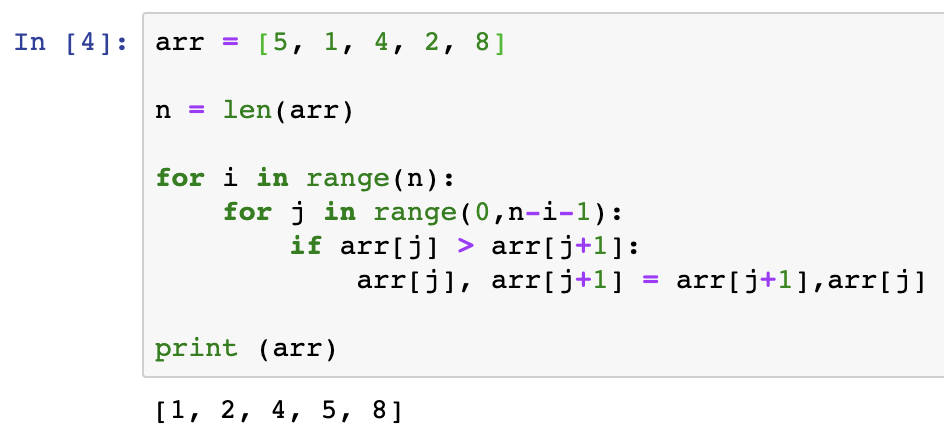 In [4]: arr = [5, 1, 4, 2, 8]
n = len(arr)
for i in range(n):
    for j in range(0,n-i-1):
        if arr[j] > arr[j+1]:
            arr[j], arr[j+1] = arr[j+1],arr[j]
print (arr)
[1, 2, 4, 5, 8]